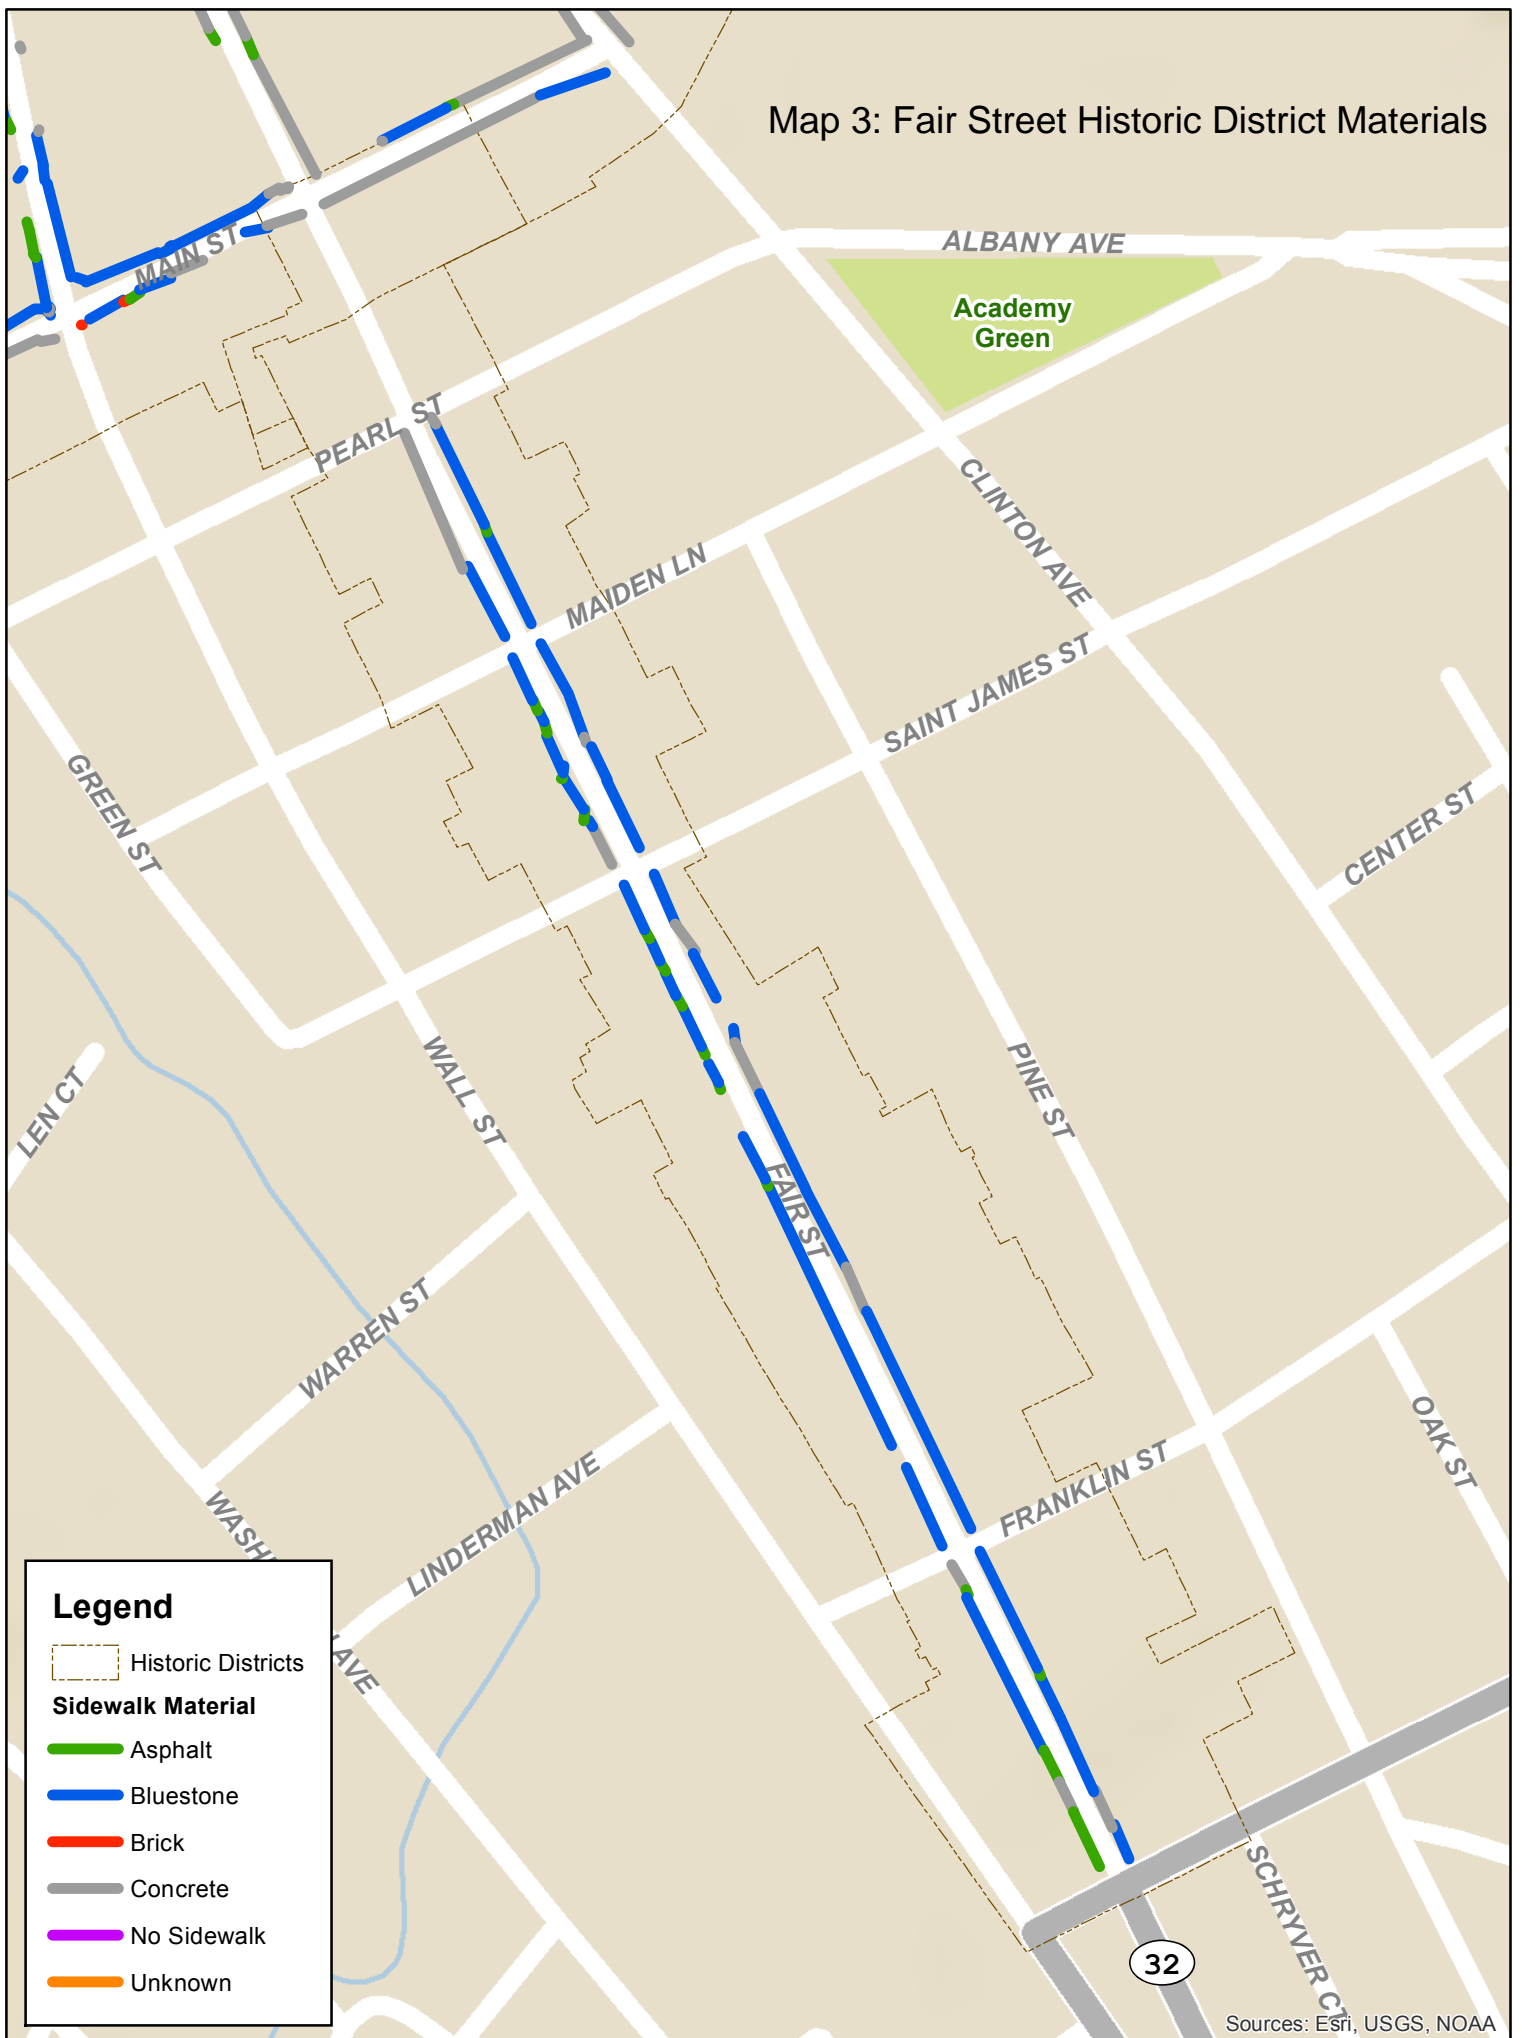 Map 3: Fair Street Historic District Materials
MAIN ST
ALBANY AVE
Academy
Green
PEARL ST
CLINTON AVE
MAIDEN LN
SAINT JAMES ST
GREEN ST
CENTER ST
WALL ST
PINE ST
LEN CT
FAIR ST
WARREN ST
OAK ST
FRANKLIN ST
LINDERMAN AVE
WASH
AVE
Legend
Historic Districts
Sidewalk Material
Asphalt
Bluestone
Brick
Concrete
No Sidewalk
Unknown
SCHRYVER CT
32
Sources: Esri, USGS, NOAA